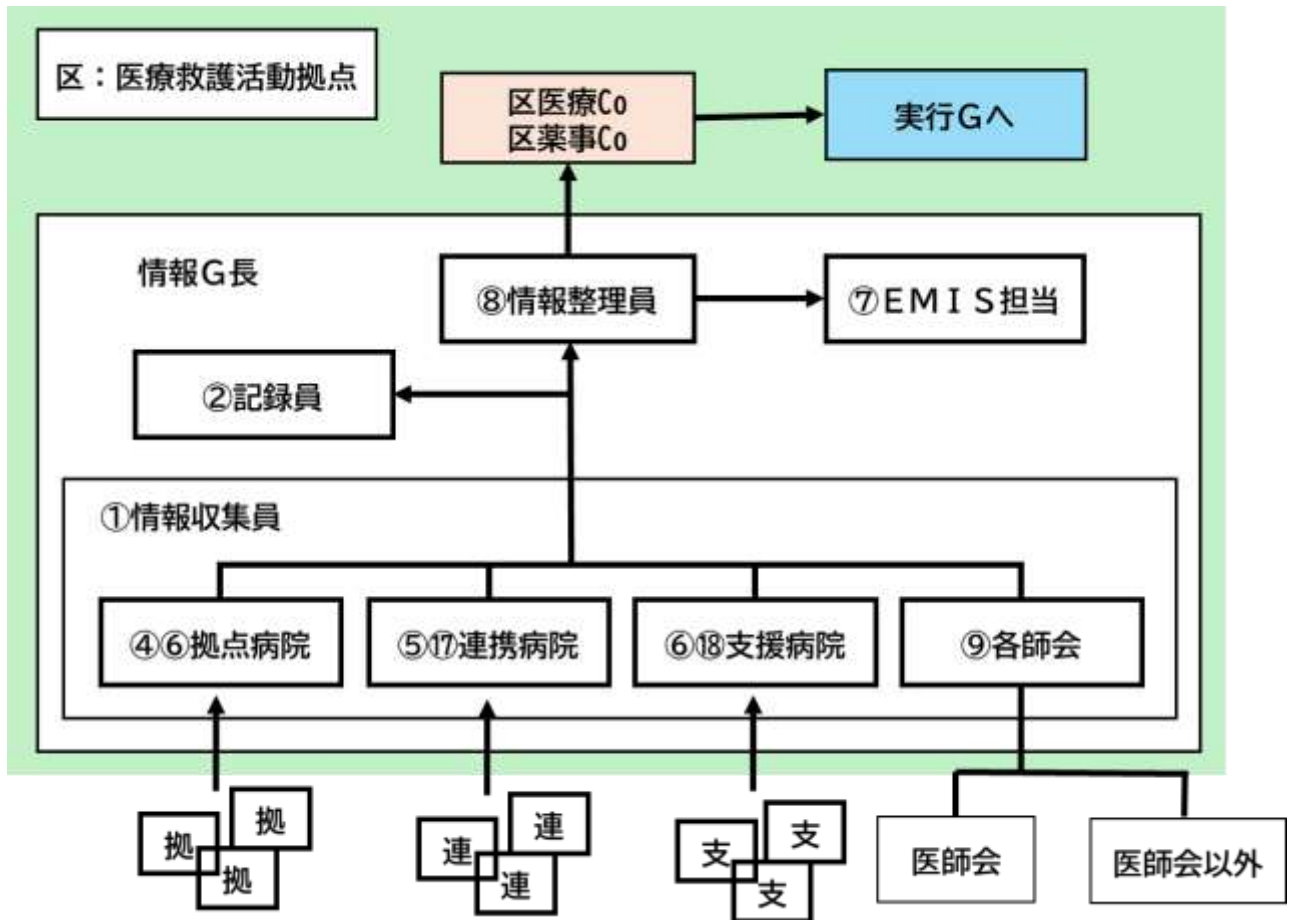 区：医療救護活動拠点
区医療Co
区薬事Co
実行Gへ
情報G長
⑧情報整理員
⑦EMIS担当
②記録員
①情報収集員
④⑥拠点病院
⑤⑰連携病院
⑥⑱支援病院
⑨各師会
拠
拠
拠
連
連
連
支
支
支
医師会
医師会以外